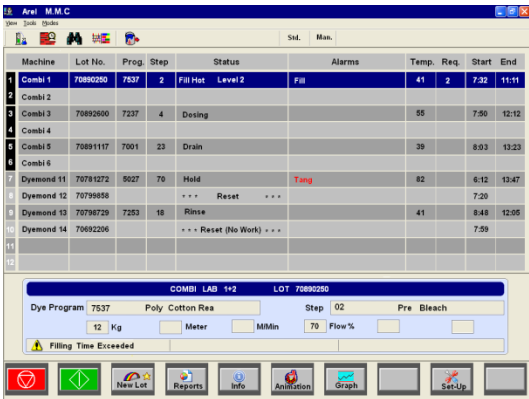 Arel M.M.C
View Tools Modes
Std. Man.
Machine Lot No. Prog. Step Status Alarms Temp. Req. Start End
1 Combi 1 70890250 7537 2 Fill Hot Level 2 Fill 41 2 7:32 11:11
2 Combi 2
3 Combi 3 70892600 7237 4 Dosing 55 7:50 12:12
4 Combi 4
5 Combi 5 70891117 7001 23 Drain 39 8:03 13:23
6 Combi 6
7 Dyemond 11 70781272 5027 70 Hold Tang 82 6:12 13:47
8 Dyemond 12 70799858 * * * Reset * * * 7:20
9 Dyemond 13 70798729 7253 18 Rinse 41 8:48 12:05
10 Dyemond 14 70692206 * * * Reset (No Work) * * * 7:59
11
12
COMBI LAB 1+2 LOT 70890250
Dye Program 7537 Poly Cotton Rea Step 02 Pre Bleach
12 Kg Meter M/Min 70 Flow %
Filling Time Exceeded
New Lot Reports Info Animation Graph Set-Up